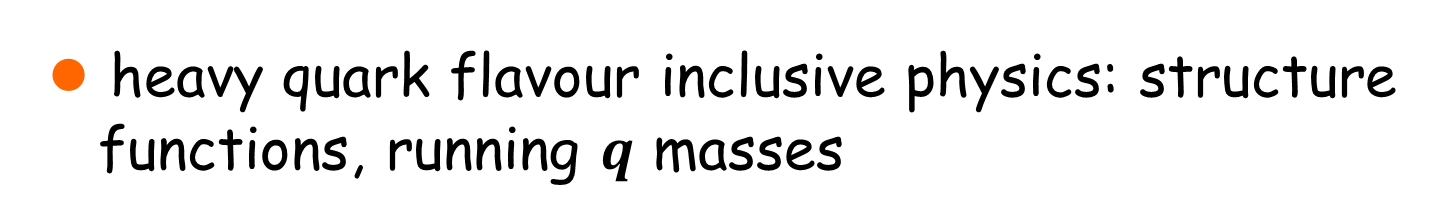 • heavy quark flavour inclusive physics: structure
functions, running q masses